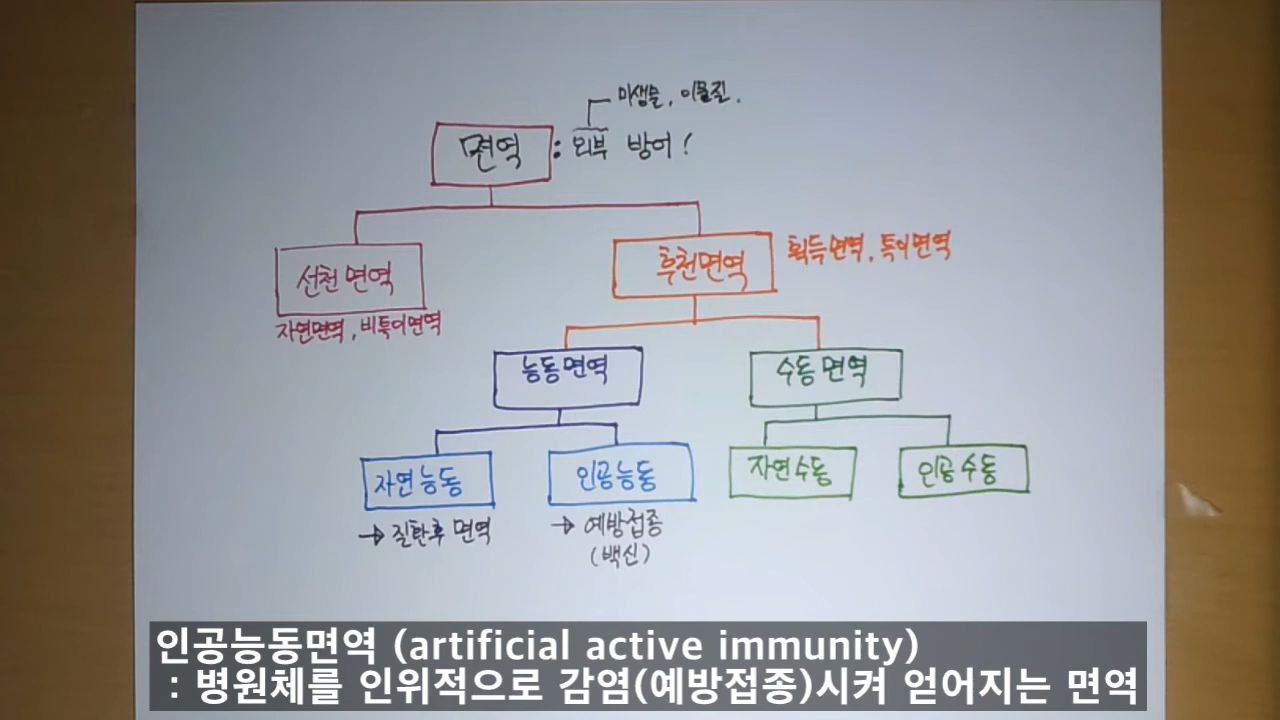 미생물, 이물질.
면역 : 외부 방어!
선천면역
자연면역, 비특이면역
후천면역 획득면역, 특이면역
능동면역
수동면역
자연능동
→ 질환후 면역
인공능동
→ 예방접종
(백신)
자연수동
인공수동
인공능동면역 (artificial active immunity)
: 병원체를 인위적으로 감염(예방접종)시켜 얻어지는 면역